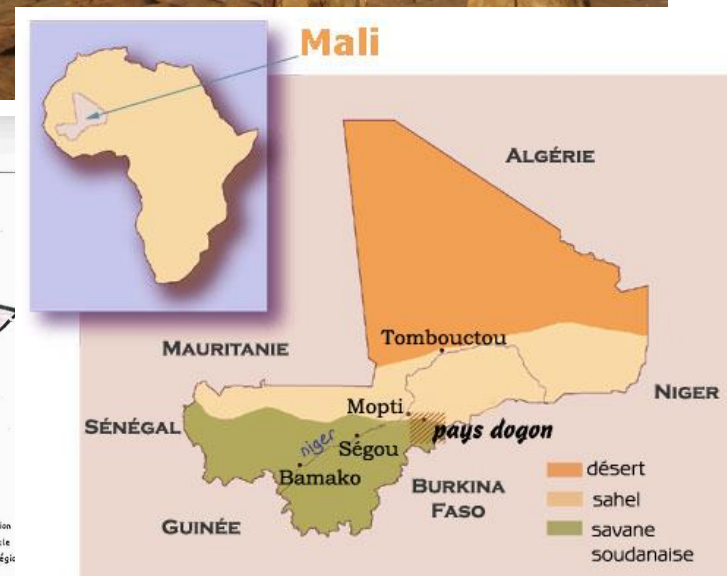 Mali
ALGÉRIE
Tombouctou
MAURITANIE
NIGER
Mopti
SÉNÉGAL
pays dogon
niger
Ségou
Bamako
BURKINA
FASO
GUINÉE
désert
sahel
savane
soudanaise